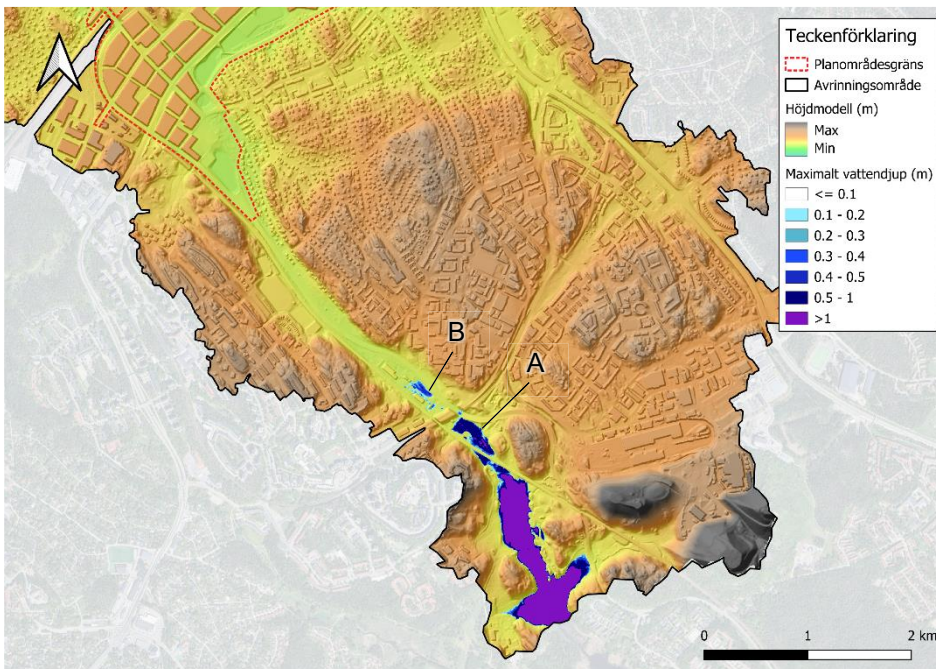 Teckenförklaring
Planområdesgräns
Avrinningsområde
Höjdmodell (m)
Max
Min
Maximalt vattendjup (m)
<= 0.1
0.1 - 0.2
0.2 - 0.3
0.3 - 0.4
0.4 - 0.5
0.5 - 1
>1
B
A
0 1 2 km